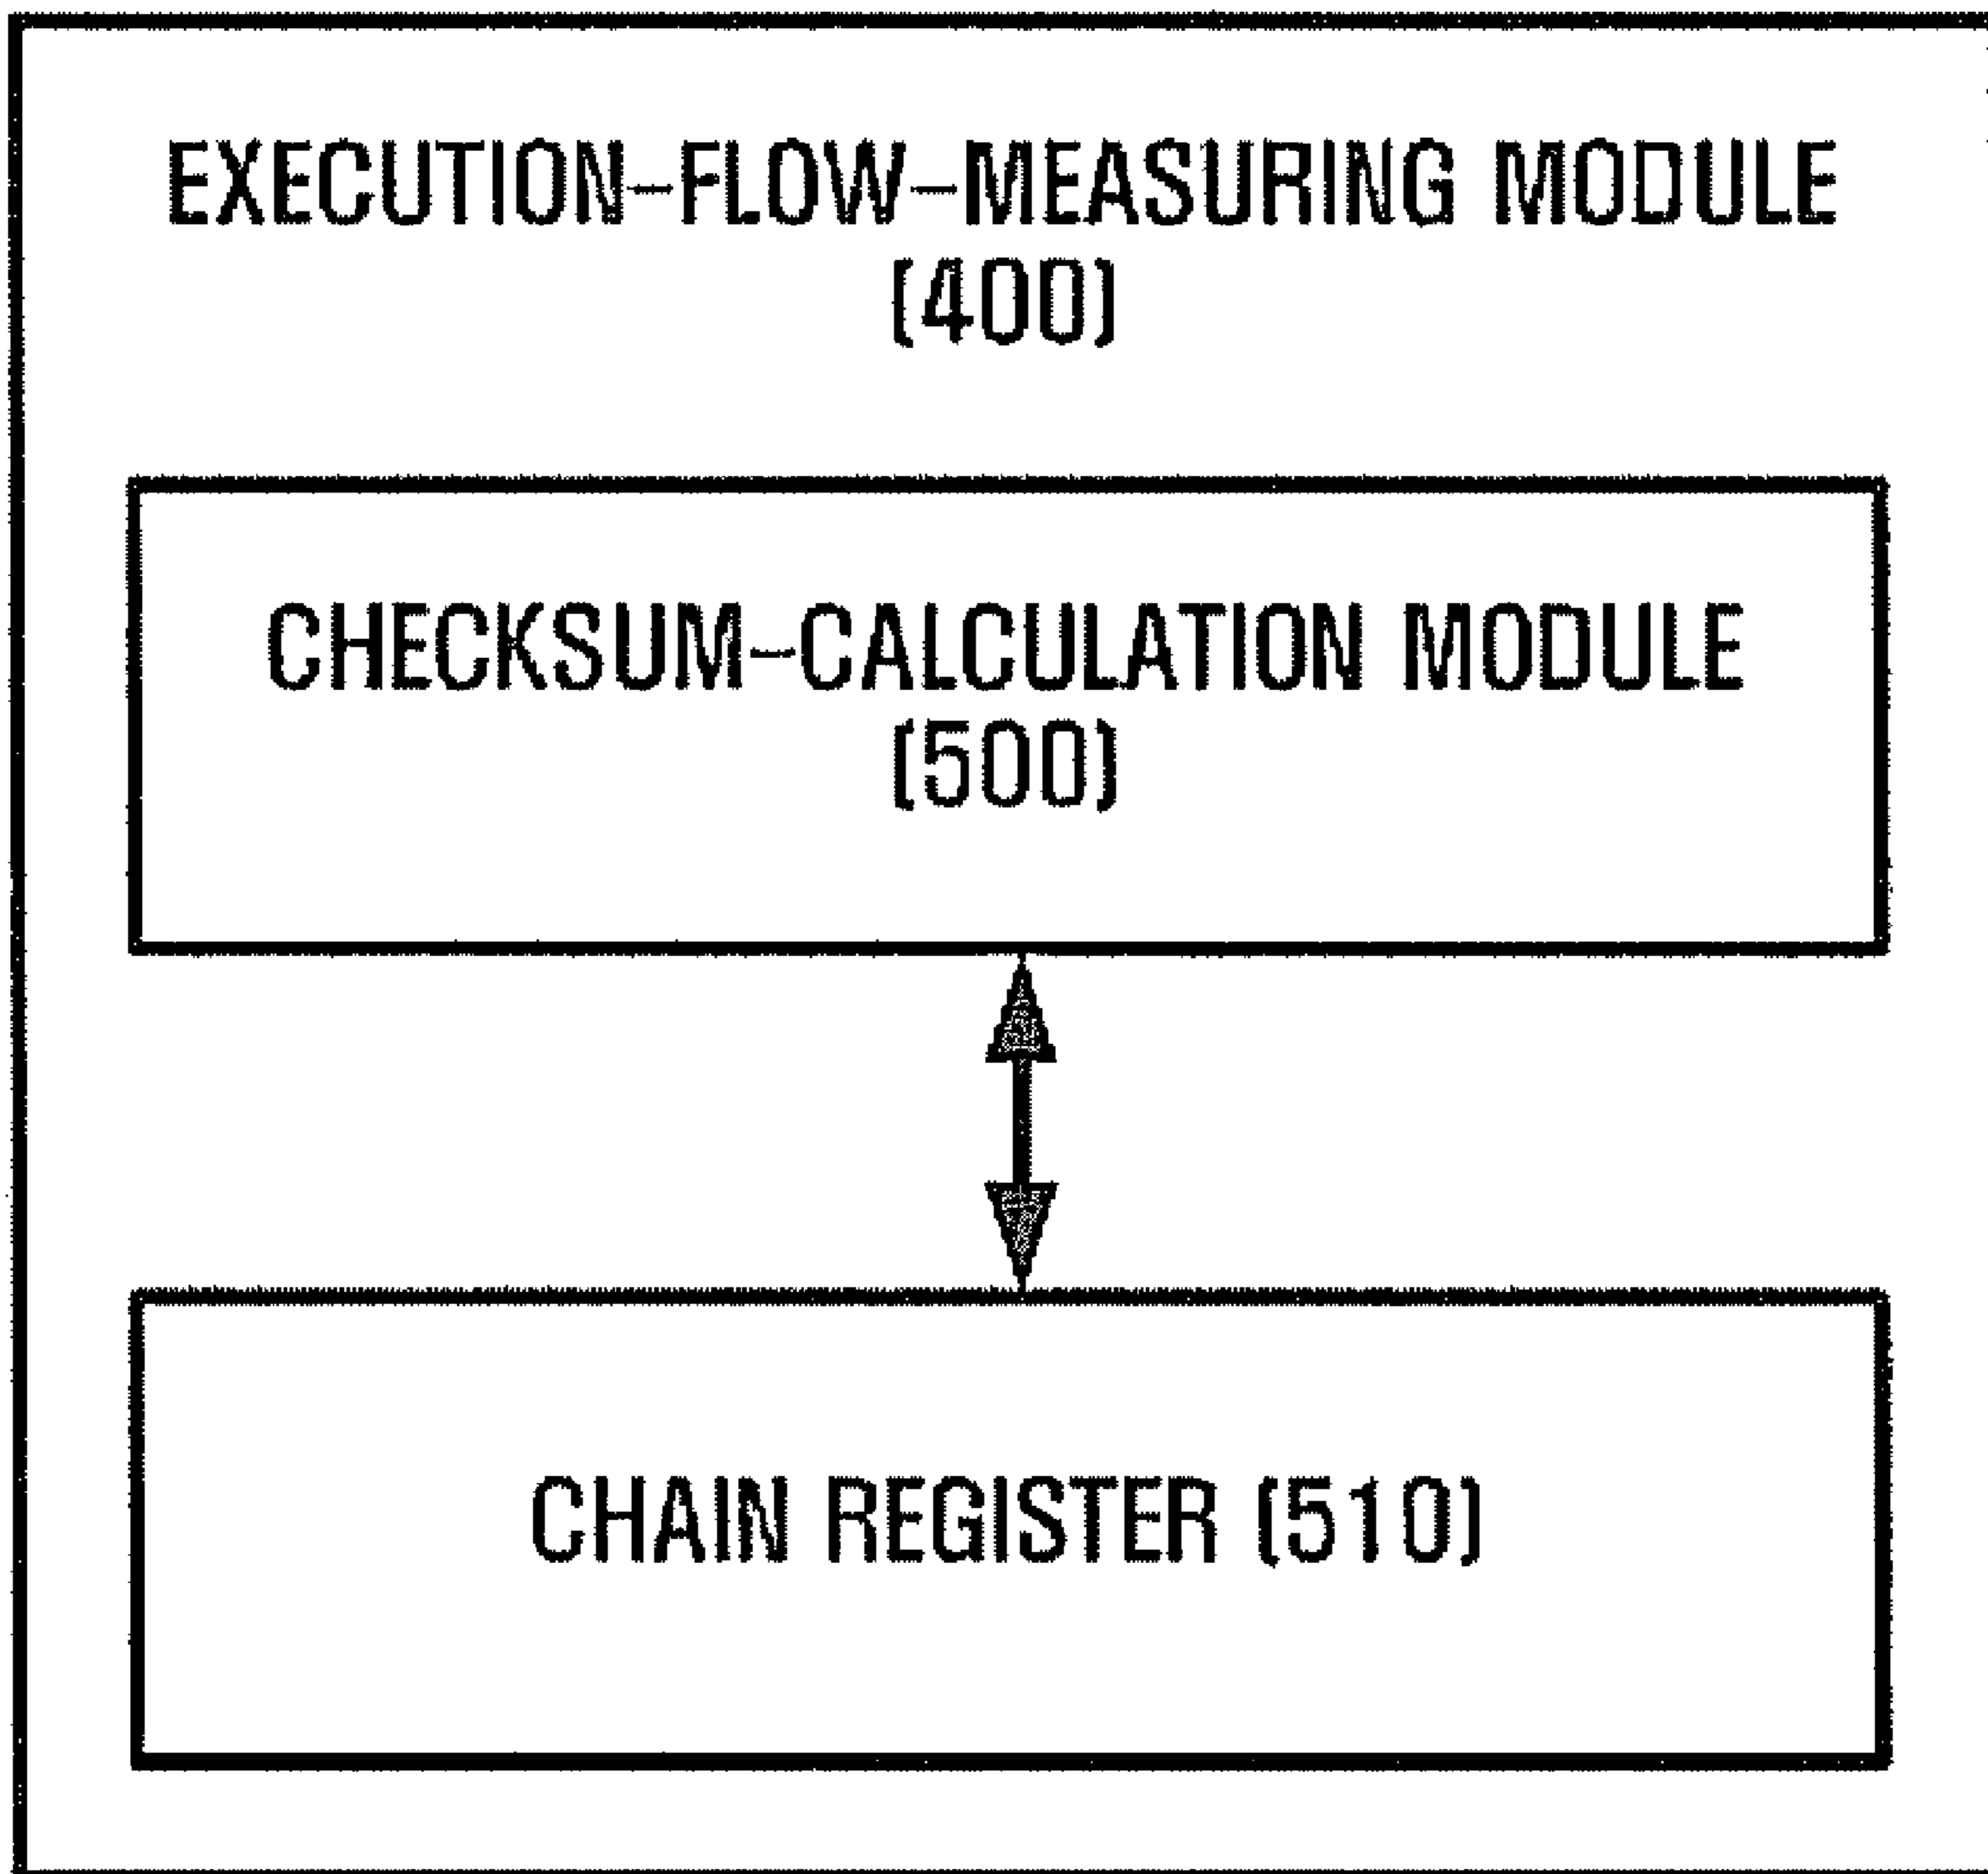 EXECUTION-FLOW-MEASURING MODULE
(400)
CHECKSUM-CALCULATION MODULE
(500)
CHAIN REGISTER (510)